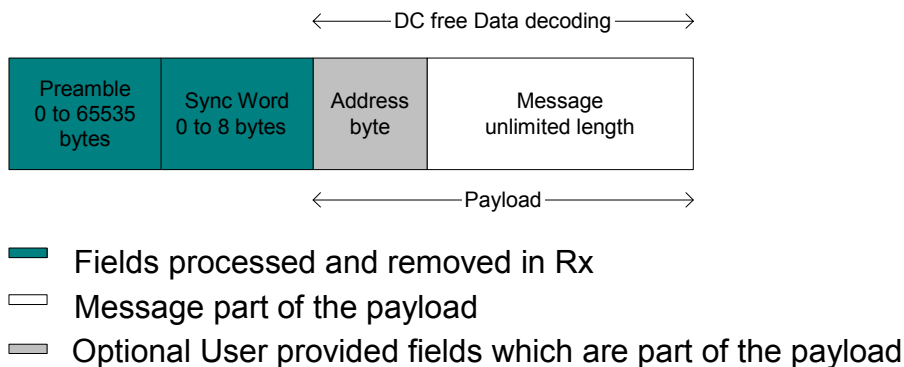 DC free Data decoding
Preamble
0 to 65535
bytes
Sync Word
0 to 8 bytes
Address
byte
Message
unlimited length
Payload
Fields processed and removed in Rx
Message part of the payload
Optional User provided fields which are part of the payload